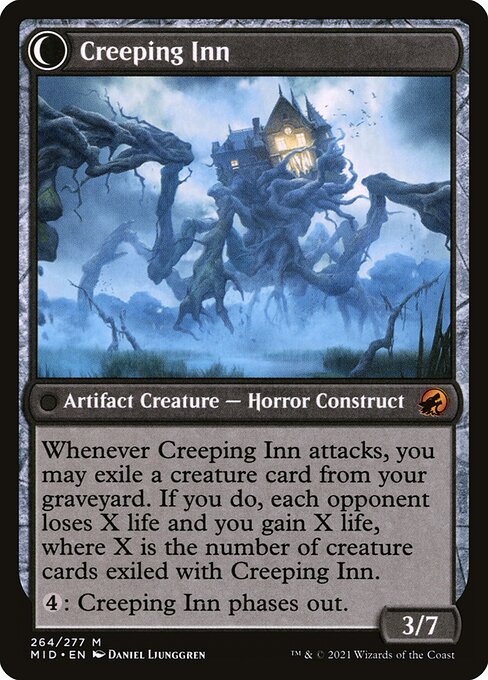 Creeping Inn
Artifact Creature — Horror Construct
Whenever Creeping Inn attacks, you
may exile a creature card from your
graveyard. If you do, each opponent
loses X life and you gain X life,
where X is the number of creature
cards exiled with Creeping Inn.
4: Creeping Inn phases out.
3/7
264/277 M
MID • EN Daniel Ljunggren
™ & © 2021 Wizards of the Coast